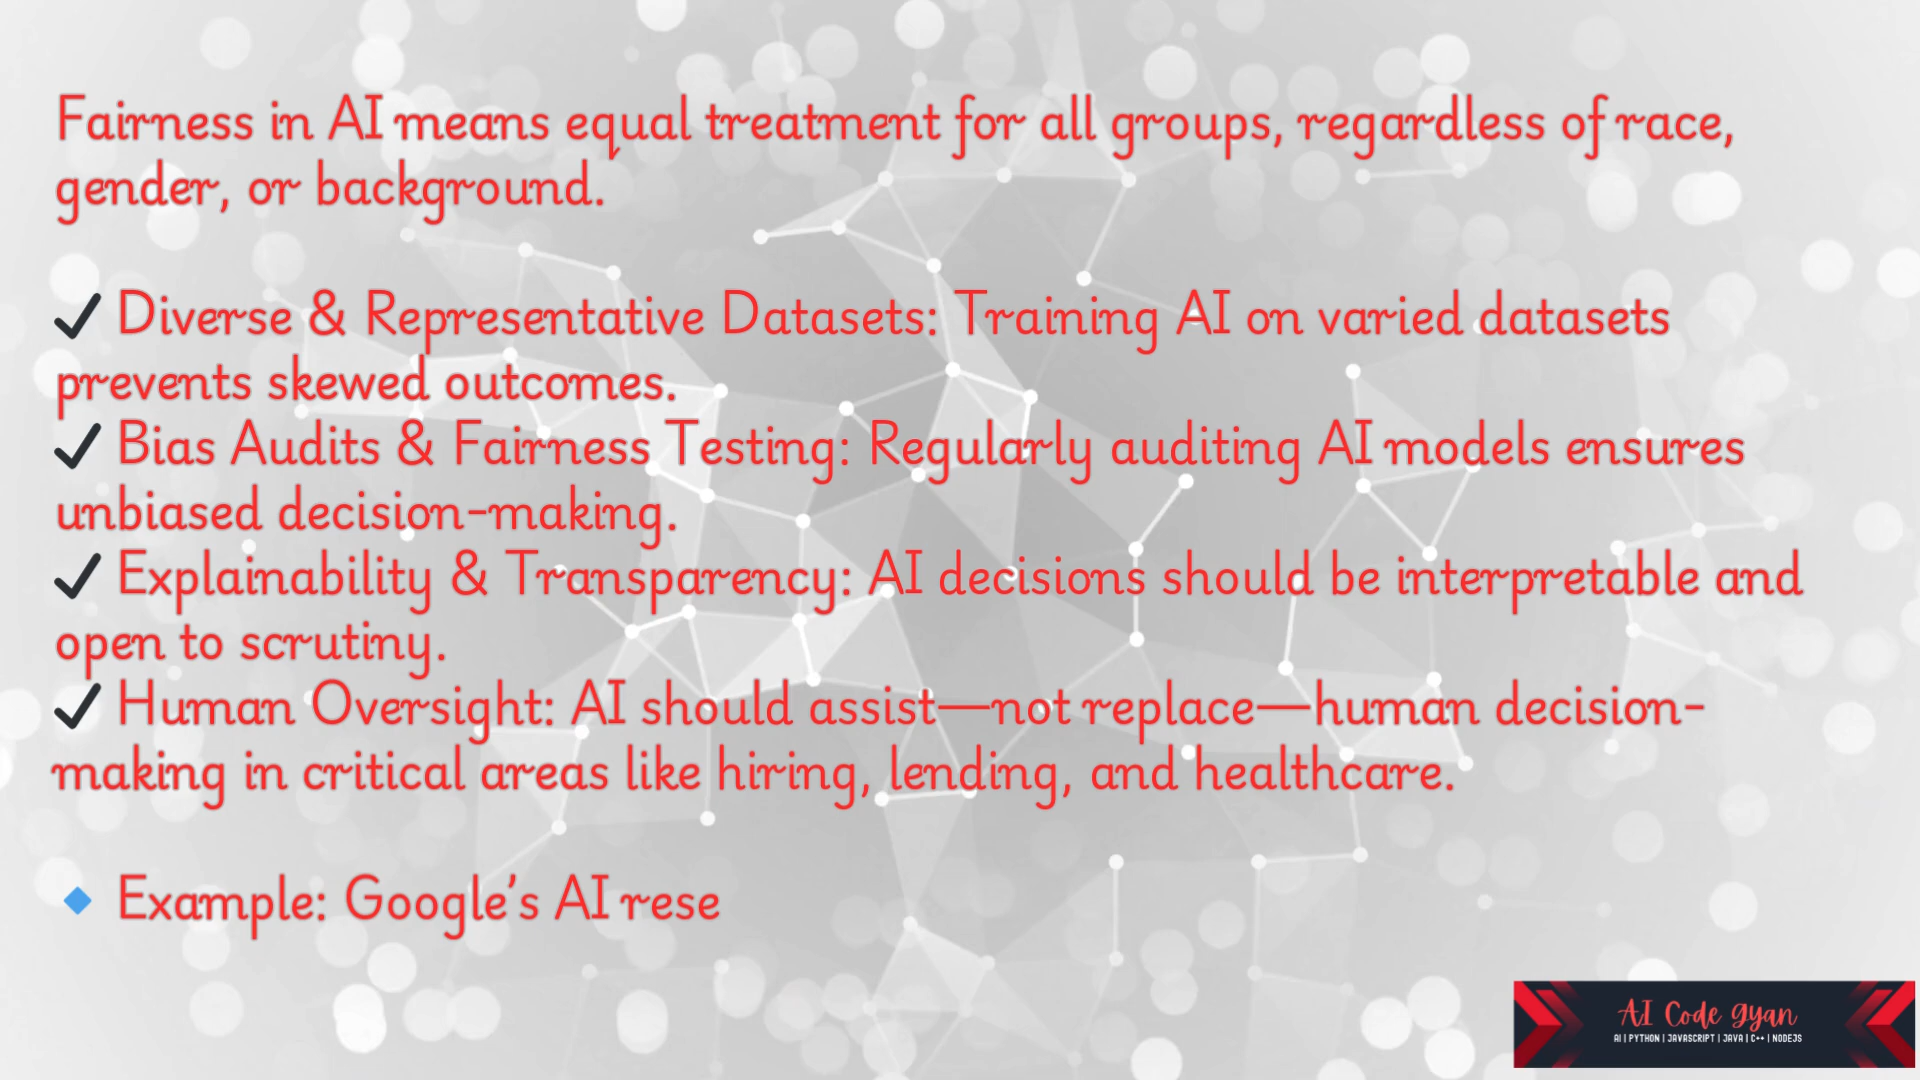 Fairness in AI means equal treatment for all groups, regardless of race,
gender, or background.
✔ Diverse & Representative Datasets: Training AI on varied datasets
prevents skewed outcomes.
✔ Bias Audits & Fairness Testing: Regularly auditing AI models ensures
unbiased decision-making.
✔ Explainability & Transparency: AI decisions should be interpretable and
open to scrutiny.
✔ Human Oversight: AI should assist—not replace—human decision-
making in critical areas like hiring, lending, and healthcare.
🔹 Example: Google’s AI rese
AI Code Gyan
AI | PYTHON | JAVASCRIPT | JAVA | C++ | NODEJS